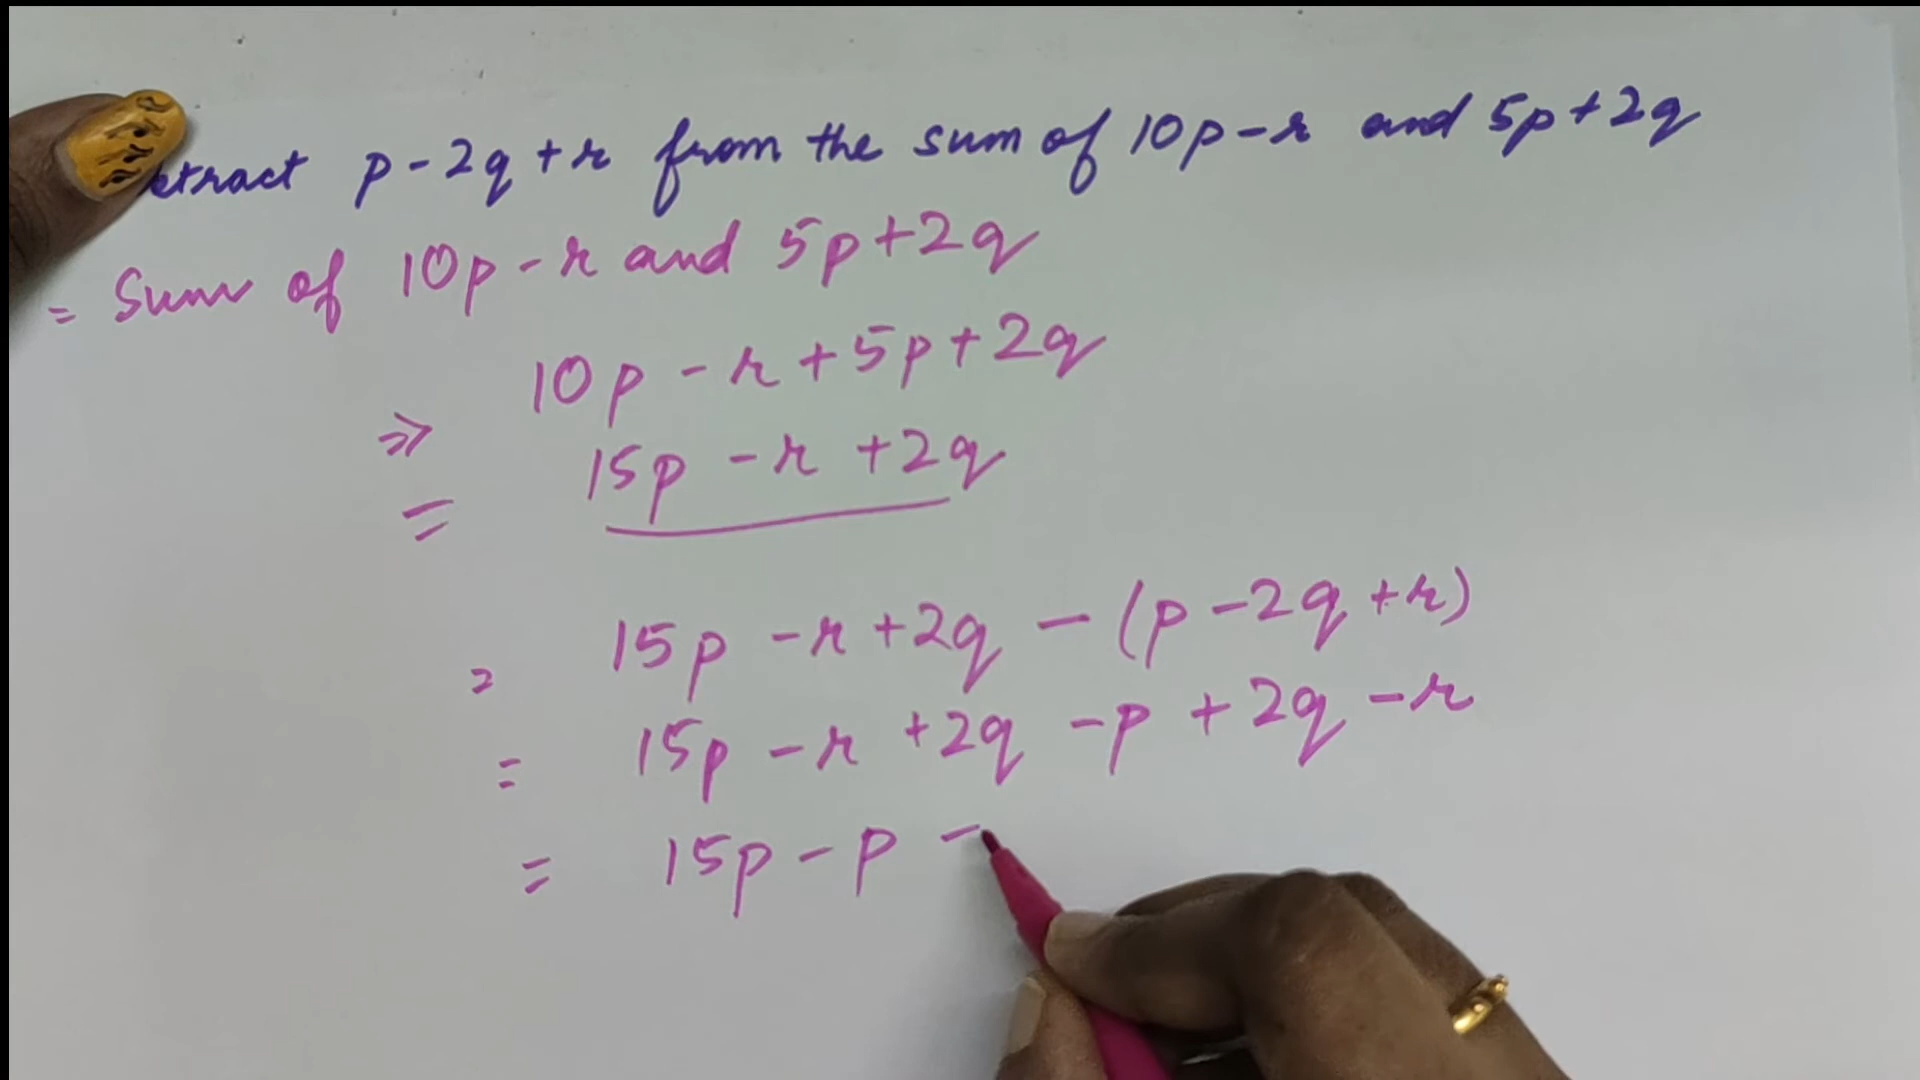 p-2q+r from the sum of 10p-r and 5p+2q
= Sum of 10p-r and 5p+2q
10p - r + 5p + 2q
⇒
15p - r + 2q
=
= 15p - r + 2q - (p - 2q + r)
= 15p - r + 2q - p + 2q - r
= 15p - p -